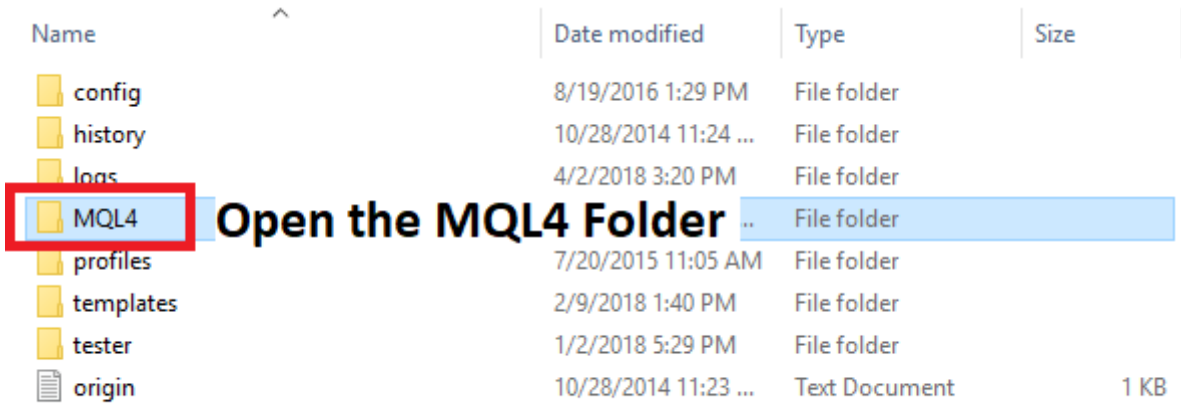 Name Date modified Type Size
config 8/19/2016 1:29 PM File folder
history 10/28/2014 11:24 ... File folder
logs 4/2/2018 3:20 PM File folder
MQL4 Open the MQL4 Folder ... File folder
profiles 7/20/2015 11:05 AM File folder
templates 2/9/2018 1:40 PM File folder
tester 1/2/2018 5:29 PM File folder
origin 10/28/2014 11:23 ... Text Document 1 KB